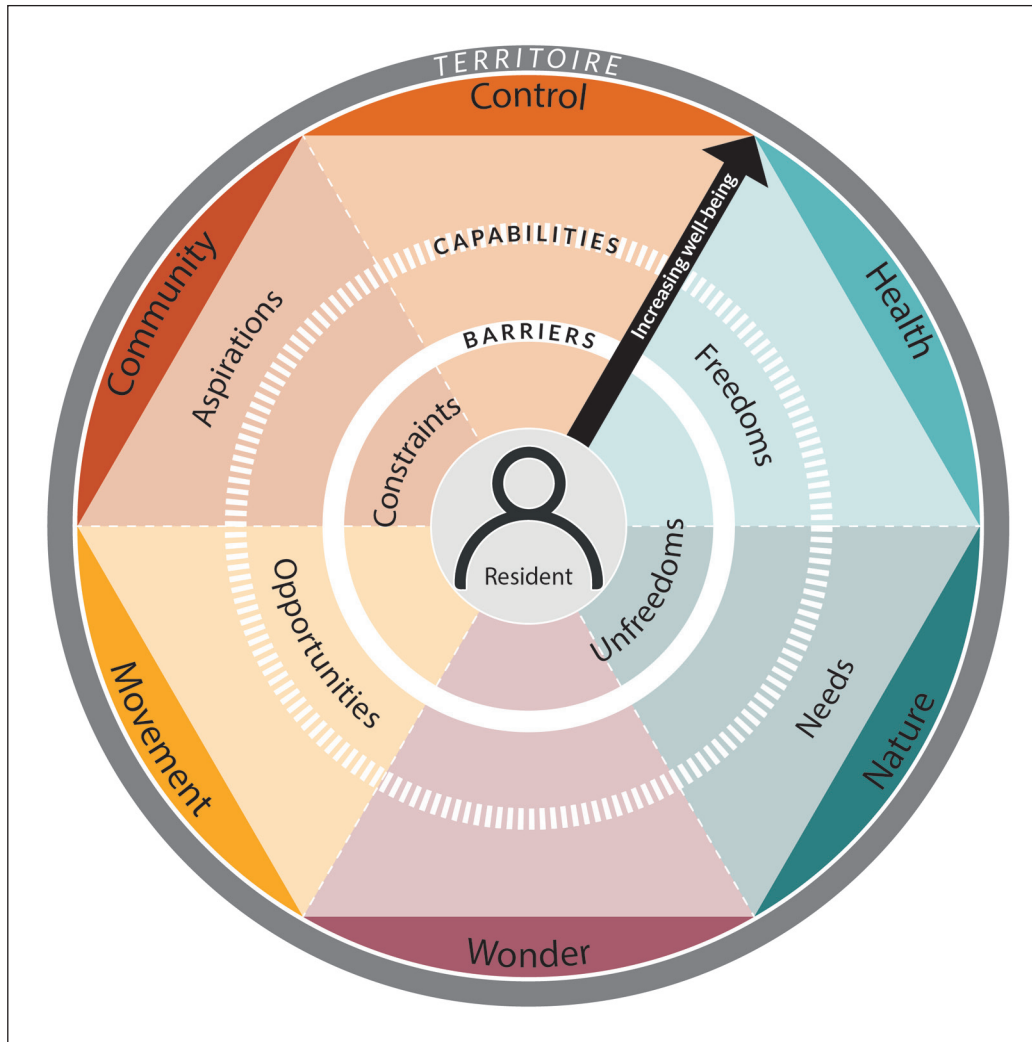 TERRITOIRE
Control
Community
Health
CAPABILITIES
Increasing well-being
BARRIERS
Aspirations
Freedoms
Constraints
Resident
Unfreedoms
Opportunities
Needs
Movement
Nature
Wonder